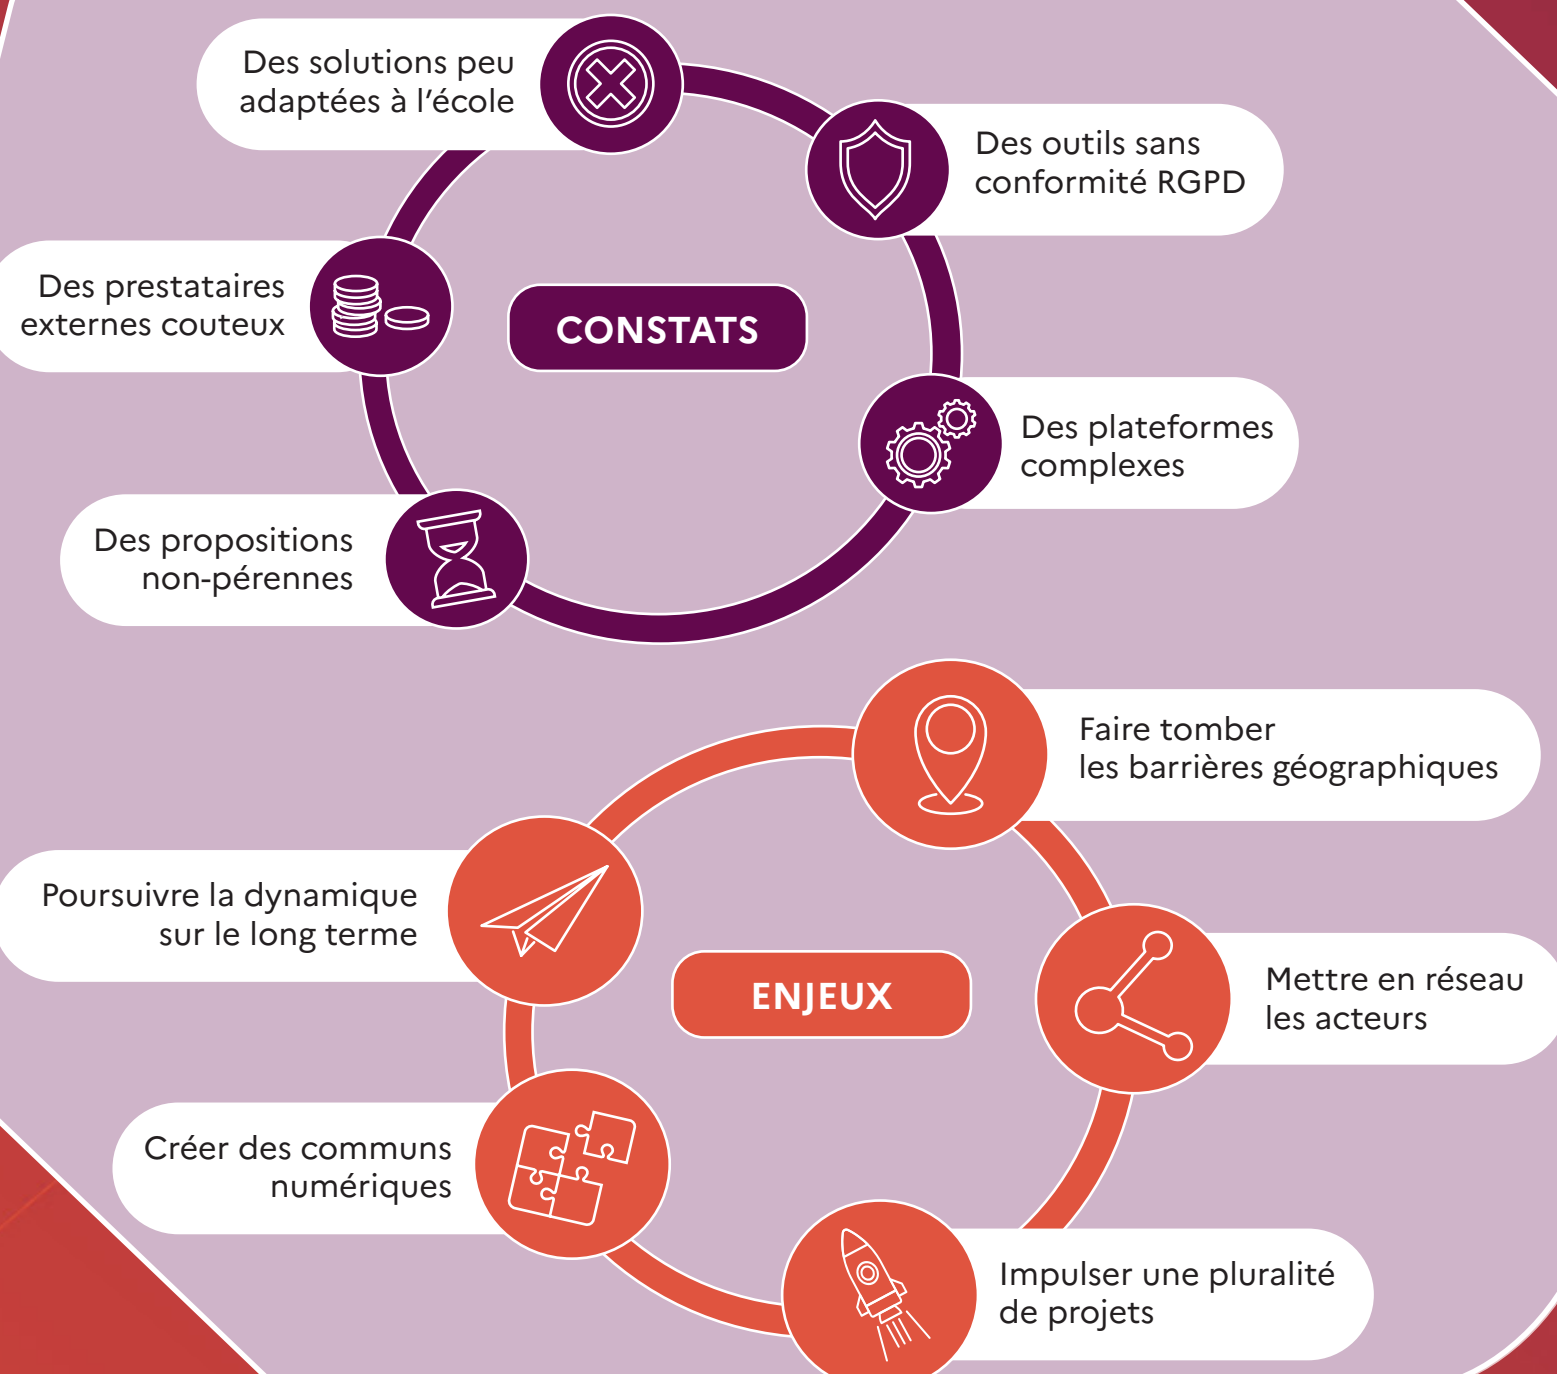 Des solutions peu
adaptées à l'école
Des outils sans
conformité RGPD
Des prestataires
externes couteux
CONSTATS
Des plateformes
complexes
Des propositions
non-pérennes
Faire tomber
les barrières géographiques
Poursuivre la dynamique
sur le long terme
ENJEUX
Mettre en réseau
les acteurs
Créer des communs
numériques
Impulser une pluralité
de projets